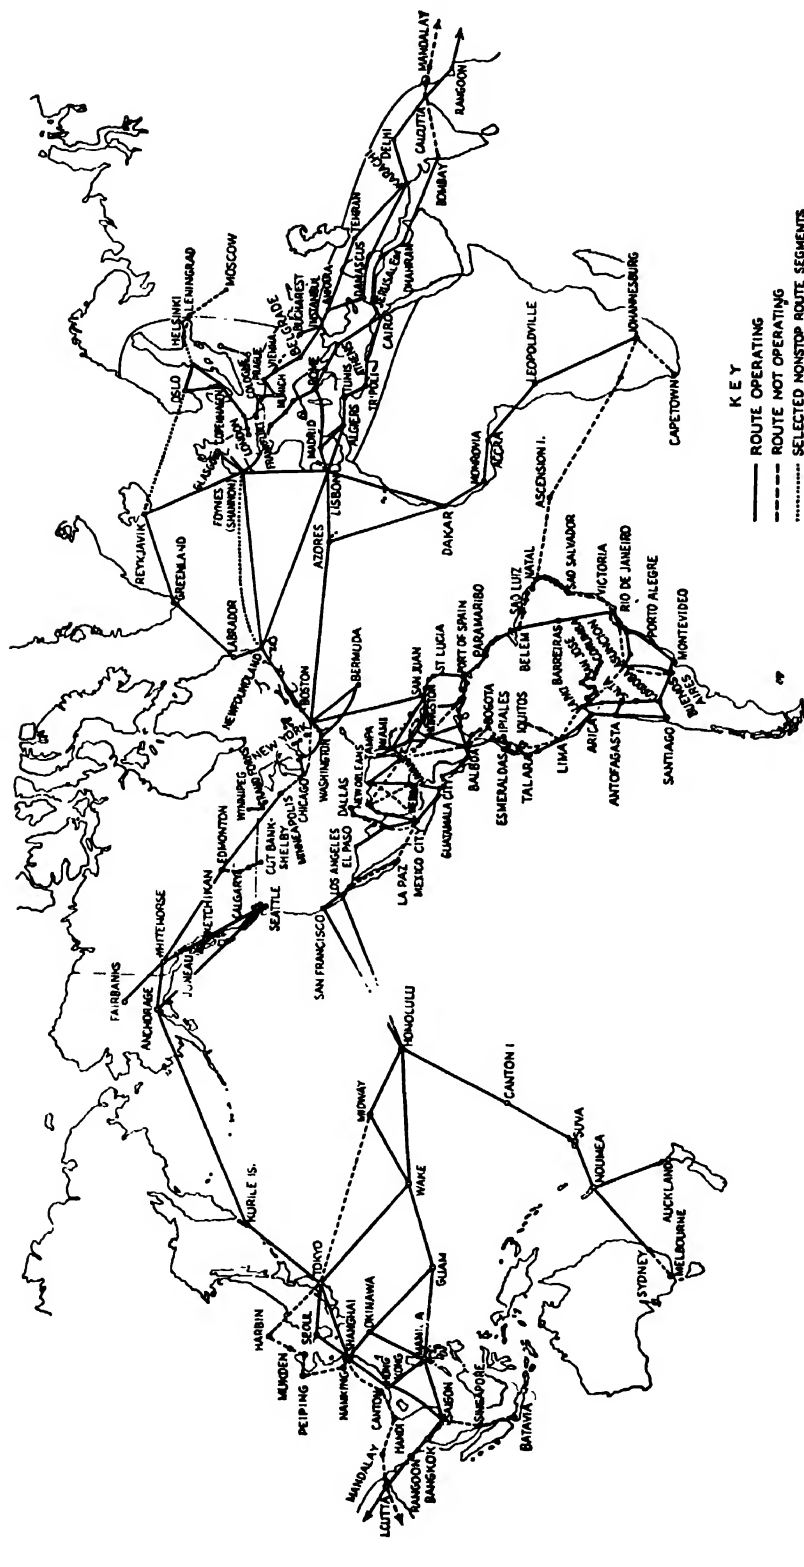 MANDALAY
RANGOON
CALCUTTA
DELHI
KARACHI
BOMBAY
TEHRAN
DHAHRAN
DAMASCUS
JERUSALEM
CAIRO
ISTANBUL
BUCHAREST
BELGRADE
VIENNA
PRAGUE
MUNICH
ROME
ATHENS
TUNIS
TRIPOLI
ALGIERS
MADRID
LISBON
LONDON
GLASGOW
COPENHAGEN
OSLO
HELSINKI
LENINGRAD
MOSCOW
FOYNES
(SHANNON)
REYKJAVIK
GREENLAND
LABRADOR
NEWFOUNDLAND
AZORES
DAKAR
MONROVIA
ACCRA
LEOPOLDVILLE
JOHANNESBURG
CAPETOWN
ASCENSION I.
NATAL
SAO LUIZ
BELEM
SAO SALVADOR
VICTORIA
RIO DE JANEIRO
PORTO ALEGRE
MONTEVIDEO
BUENOS
AIRES
BARREIRAS
ASUNCION
CORDOBA
SALTA
SANTIAGO
ANTOFAGASTA
ARICA
LIMA
TALARA
IQUITOS
ESMERALDAS
IPIALES
BOGOTA
BALBOA
PARAMARIBO
PORT OF SPAIN
ST LUCIA
SAN JUAN
KINGSTON
BERMUDA
BOSTON
NEW YORK
WASHINGTON
CHICAGO
MINNEAPOLIS
WINNIPEG
CUT BANK-
SHELBY
MIAMI
TAMPA
NEW ORLEANS
DALLAS
EL PASO
LOS ANGELES
SAN FRANCISCO
LA PAZ
MEXICO CITY
GUATEMALA CITY
SEATTLE
CALGARY
EDMONTON
KETCHIKAN
JUNEAU
WHITEHORSE
FAIRBANKS
ANCHORAGE
HONOLULU
MIDWAY
WAKE
GUAM
CANTON I
SUVA
NOUMEA
AUCKLAND
SYDNEY
MELBOURNE
KURILE IS.
TOKYO
SEOUL
HARBIN
MUKDEN
PEIPING
NANKING
SHANGHAI
OKINAWA
MANILA
HONG
KONG
CANTON
HANOI
SAIGON
SINGAPORE
BATAVIA
BANGKOK
RANGOON
MANDALAY
LCUTTA
KEY
ROUTE OPERATING
ROUTE NOT OPERATING
SELECTED NONSTOP ROUTE SEGMENTS